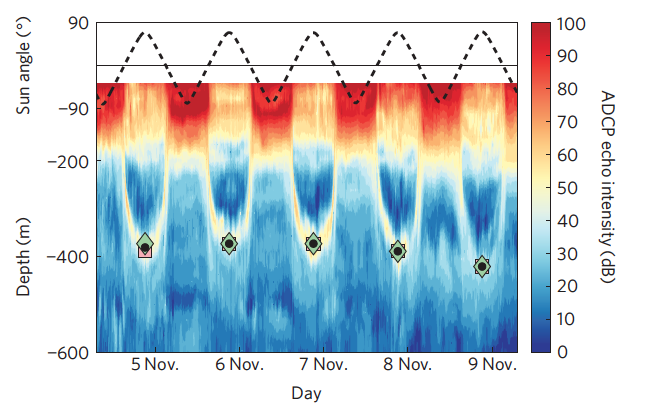 90
0
−90
−200
−400
−600
Sun angle (°)
Depth (m)
5 Nov.
6 Nov.
7 Nov.
8 Nov.
9 Nov.
Day
100
90
80
70
60
50
40
30
20
10
0
ADCP echo intensity (dB)